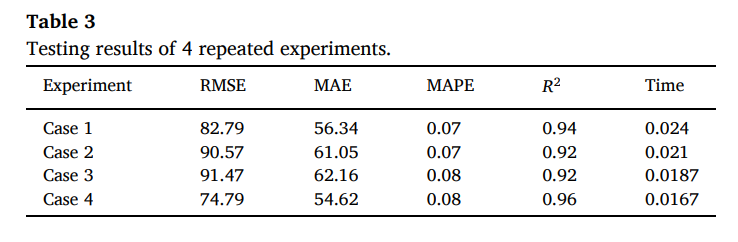 Table 3
Testing results of 4 repeated experiments.
Experiment RMSE MAE MAPE R² Time
Case 1 82.79 56.34 0.07 0.94 0.024
Case 2 90.57 61.05 0.07 0.92 0.021
Case 3 91.47 62.16 0.08 0.92 0.0187
Case 4 74.79 54.62 0.08 0.96 0.0167